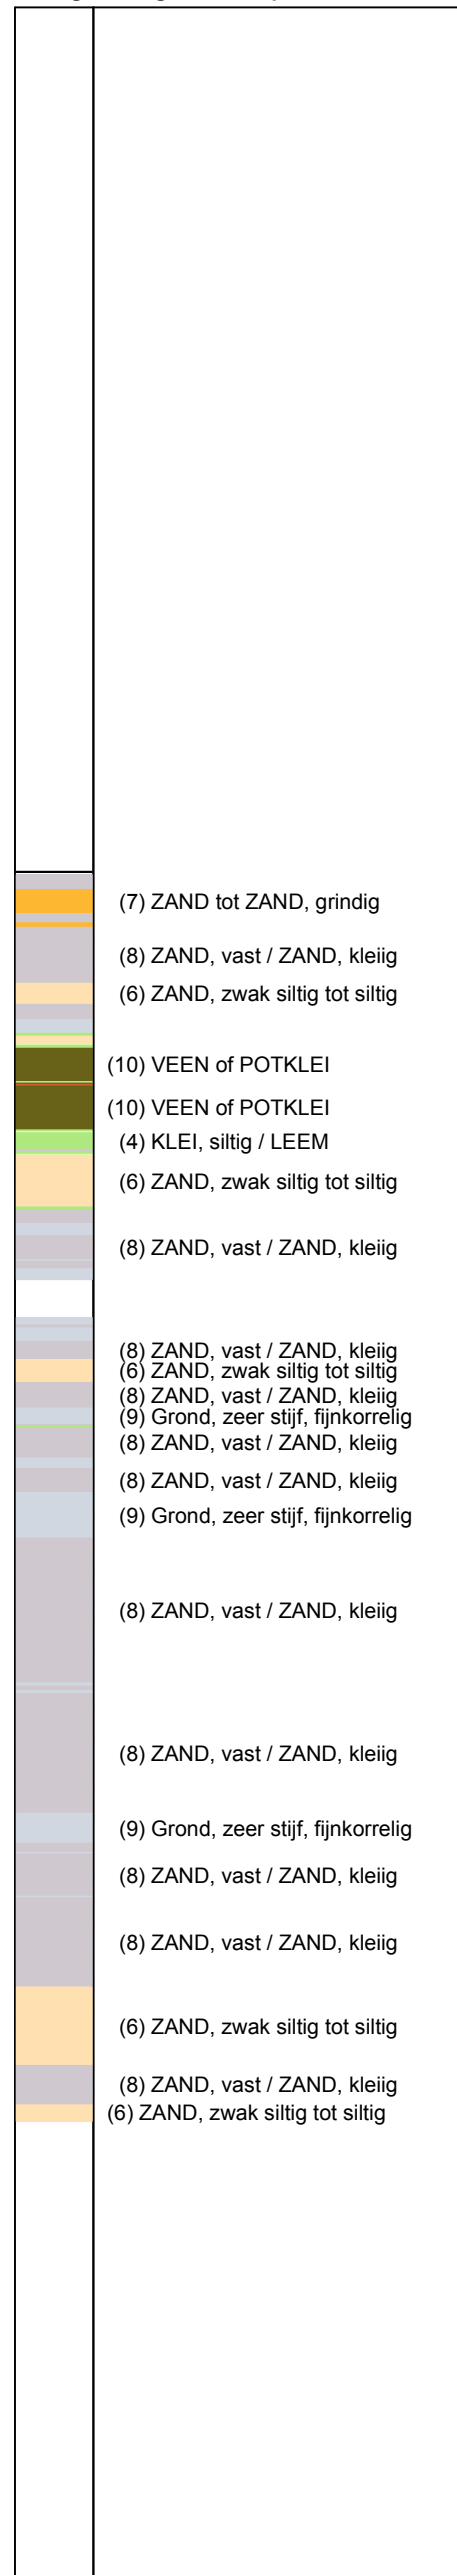 (7) ZAND tot ZAND, grindig
(8) ZAND, vast / ZAND, kleiig
(6) ZAND, zwak siltig tot siltig
(10) VEEN of POTKLEI
(10) VEEN of POTKLEI
(4) KLEI, siltig / LEEM
(6) ZAND, zwak siltig tot siltig
(8) ZAND, vast / ZAND, kleiig
(8) ZAND, vast / ZAND, kleiig
(6) ZAND, zwak siltig tot siltig
(8) ZAND, vast / ZAND, kleiig
(9) Grond, zeer stijf, fijnkorrelig
(8) ZAND, vast / ZAND, kleiig
(8) ZAND, vast / ZAND, kleiig
(9) Grond, zeer stijf, fijnkorrelig
(8) ZAND, vast / ZAND, kleiig
(8) ZAND, vast / ZAND, kleiig
(9) Grond, zeer stijf, fijnkorrelig
(8) ZAND, vast / ZAND, kleiig
(8) ZAND, vast / ZAND, kleiig
(6) ZAND, zwak siltig tot siltig
(8) ZAND, vast / ZAND, kleiig
(6) ZAND, zwak siltig tot siltig